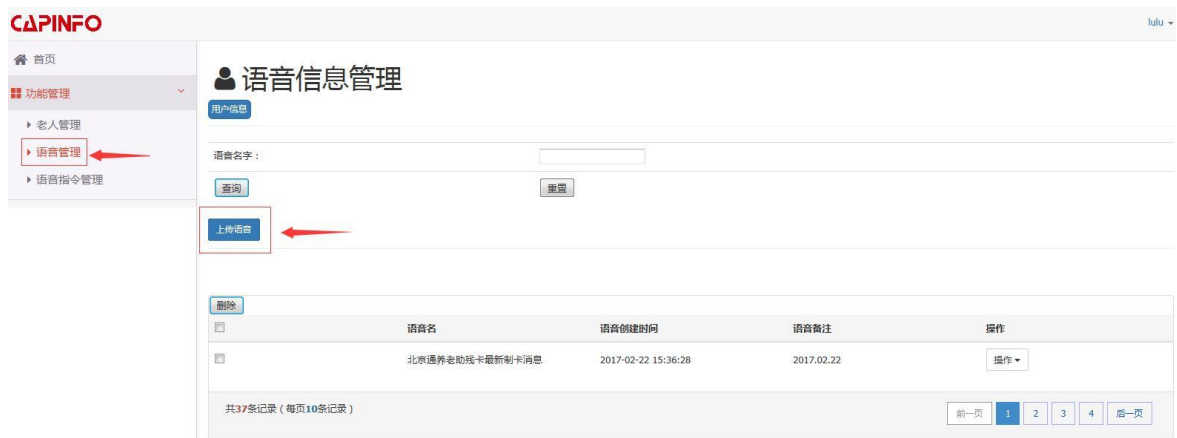 CAPINFO
lulu
首页
功能管理
老人管理
语音管理
语音指令管理
语音信息管理
用户信息
语音名字：
查询 重置
上传语音
删除
语音名 语音创建时间 语音备注 操作
北京通养老助残卡最新制卡消息 2017-02-22 15:36:28 2017.02.22 操作
共37条记录（每页10条记录） 前一页 1 2 3 4 后一页